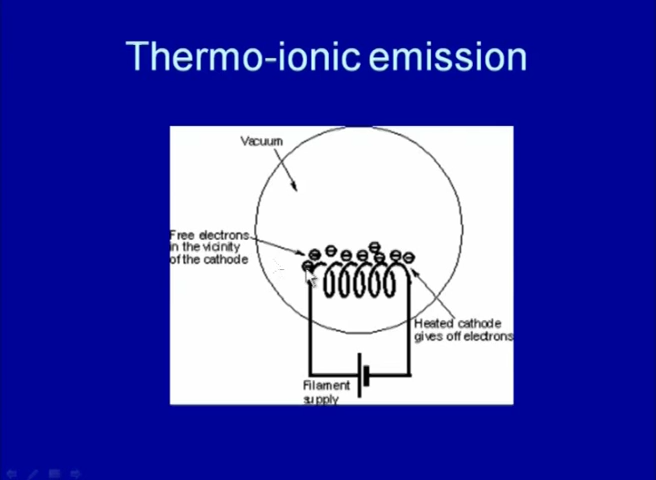 Thermo-ionic emission
Vacuum
Free electrons
in the vicinity
of the cathode
Heated cathode
gives off electrons
Filament
supply